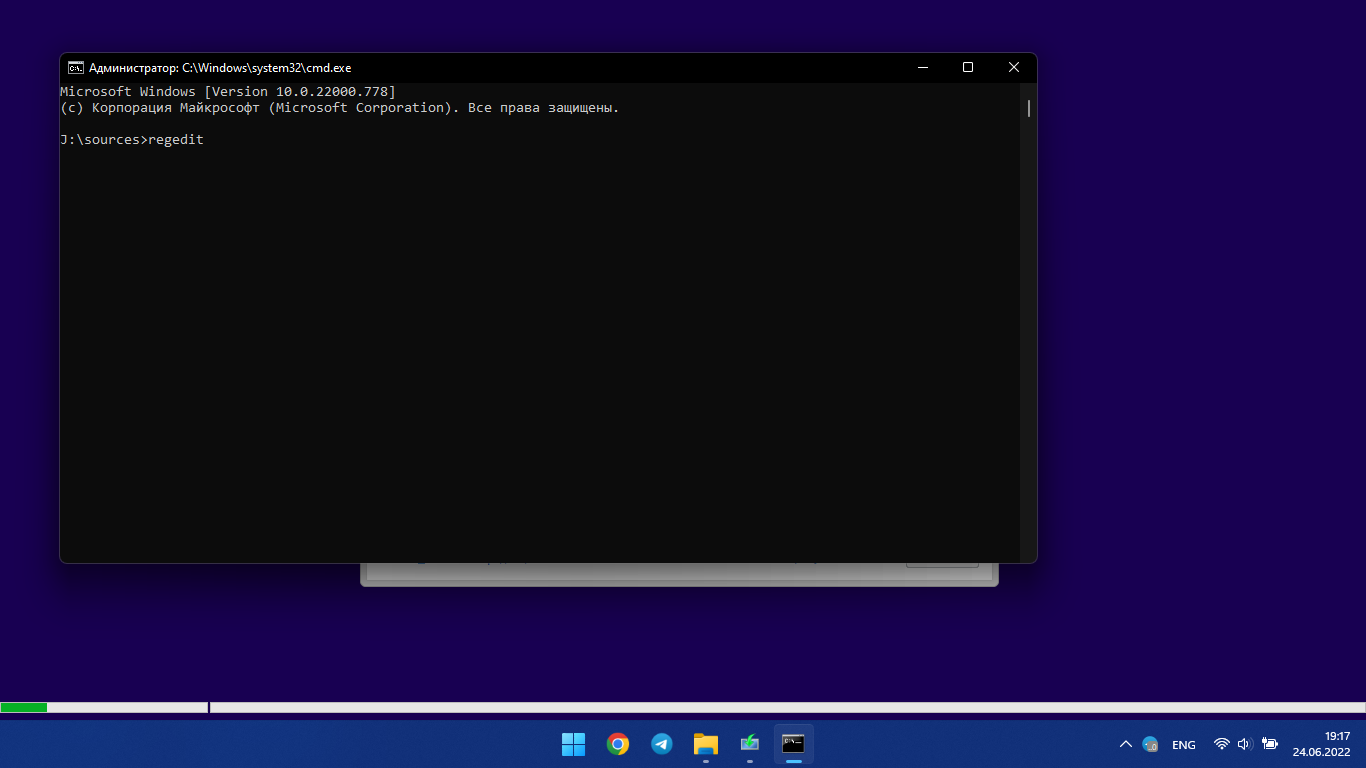 Администратор: C:\Windows\system32\cmd.exe
Microsoft Windows [Version 10.0.22000.778]
(c) Корпорация Майкрософт (Microsoft Corporation). Все права защищены.
J:\sources>regedit
ENG
19:17
24.06.2022